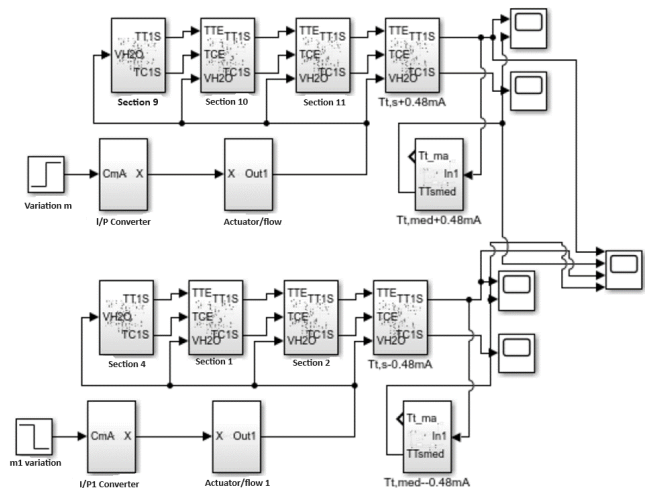 TT1S
TTE
TT1S
TTE
TT1S
TTE
TT1S
VH2O
TCE
TCE
TCE
TC1S
VH2O
TC1S
VH2O
TC1S
VH2O
TC1S
Section 9
Section 10
Section 11
Tt,s+0.48mA
Tt_ma
In1
TTsmed
Tt,med+0.48mA
CmA X
X Out1
Variation m
I/P Converter
Actuator/flow
TT1S
TTE
TT1S
TTE
TT1S
TTE
TT1S
VH2O
TCE
TCE
TCE
TC1S
VH2O
TC1S
VH2O
TC1S
VH2O
TC1S
Section 4
Section 1
Section 2
Tt,s-0.48mA
Tt_ma
In1
TTsmed
Tt,med--0.48mA
CmA X
X Out1
m1 variation
I/P1 Converter
Actuator/flow 1